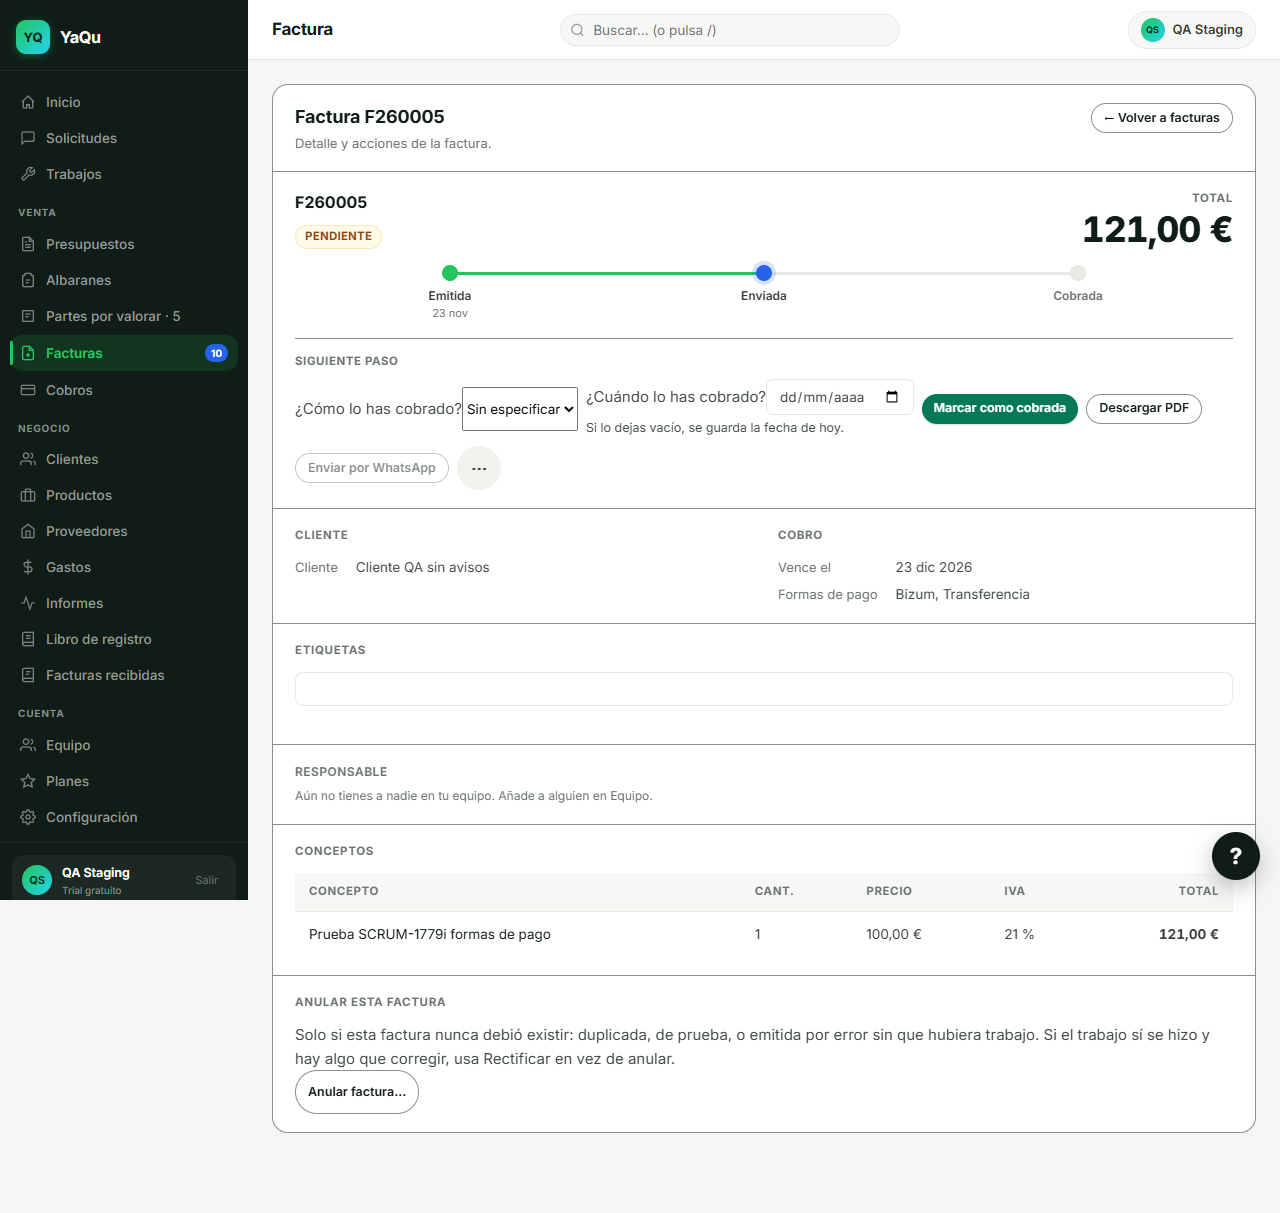 YQ YaQu
Factura
Buscar... (o pulsa /)
QS QA Staging
Inicio
Solicitudes
Trabajos
VENTA
Presupuestos
Albaranes
Partes por valorar · 5
Facturas 10
Cobros
NEGOCIO
Clientes
Productos
Proveedores
Gastos
Informes
Libro de registro
Facturas recibidas
CUENTA
Equipo
Planes
Configuración
QS QA Staging
Trial gratuito
Salir
Factura F260005
← Volver a facturas
Detalle y acciones de la factura.
F260005
TOTAL
PENDIENTE
121,00 €
Emitida
23 nov
Enviada
Cobrada
SIGUIENTE PASO
¿Cómo lo has cobrado? Sin especificar
¿Cuándo lo has cobrado? dd/mm/aaaa
Si lo dejas vacío, se guarda la fecha de hoy.
Marcar como cobrada
Descargar PDF
Enviar por WhatsApp
···
CLIENTE
Cliente Cliente QA sin avisos
COBRO
Vence el 23 dic 2026
Formas de pago Bizum, Transferencia
ETIQUETAS
RESPONSABLE
Aún no tienes a nadie en tu equipo. Añade a alguien en Equipo.
CONCEPTOS
?
CONCEPTO CANT. PRECIO IVA TOTAL
Prueba SCRUM-1779i formas de pago 1 100,00 € 21 % 121,00 €
ANULAR ESTA FACTURA
Solo si esta factura nunca debió existir: duplicada, de prueba, o emitida por error sin que hubiera trabajo. Si el trabajo sí se hizo y
hay algo que corregir, usa Rectificar en vez de anular.
Anular factura...